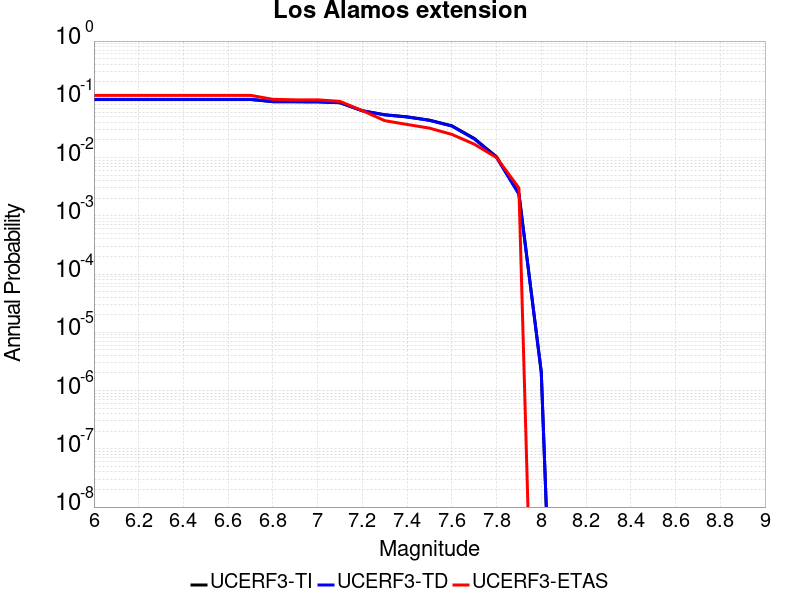 Los Alamos extension
10^0
10^-1
10^-2
10^-3
10^-4
10^-5
10^-6
10^-7
10^-8
Annual Probability
6 6.2 6.4 6.6 6.8 7 7.2 7.4 7.6 7.8 8 8.2 8.4 8.6 8.8 9
Magnitude
UCERF3-TI UCERF3-TD UCERF3-ETAS